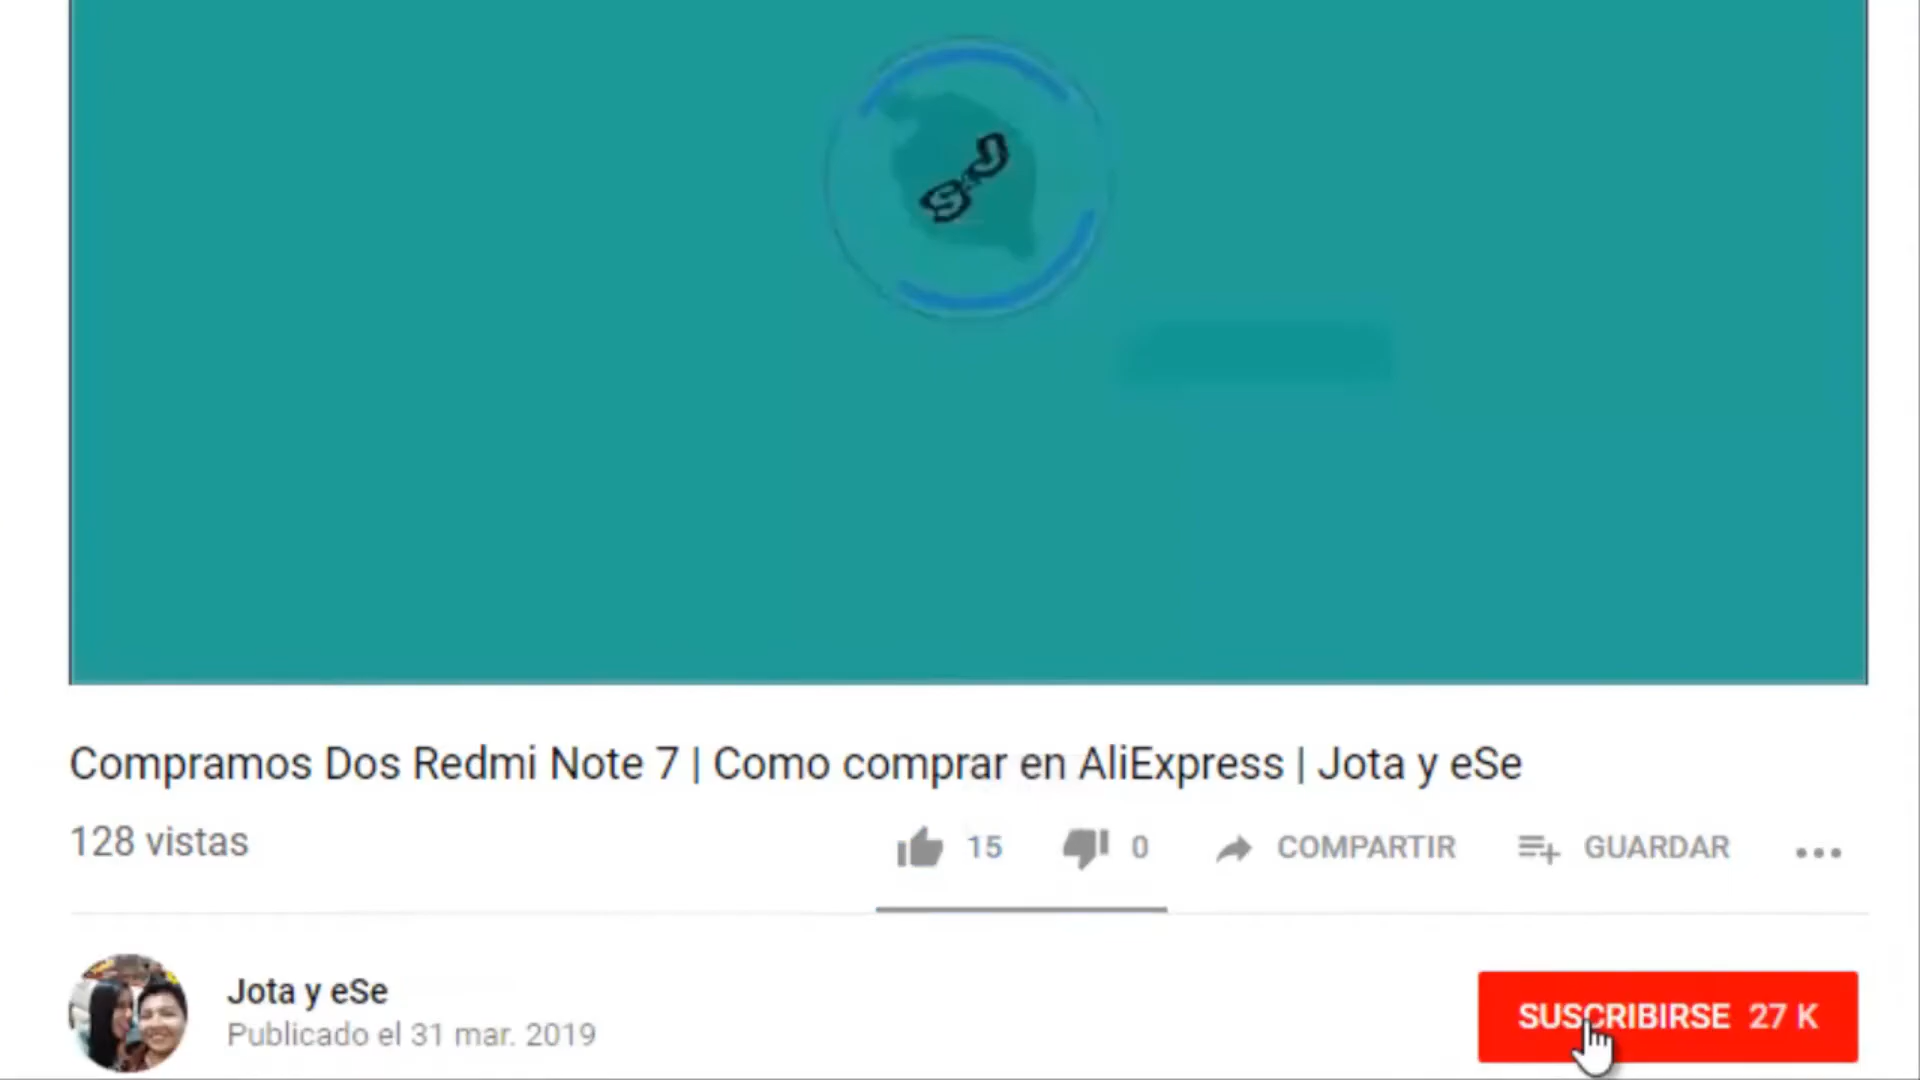 J
y
S
Compramos Dos Redmi Note 7 | Como comprar en AliExpress | Jota y eSe
128 vistas
15
0
COMPARTIR
GUARDAR
Jota y eSe
Publicado el 31 mar. 2019
SUSCRIBIRSE 27 K